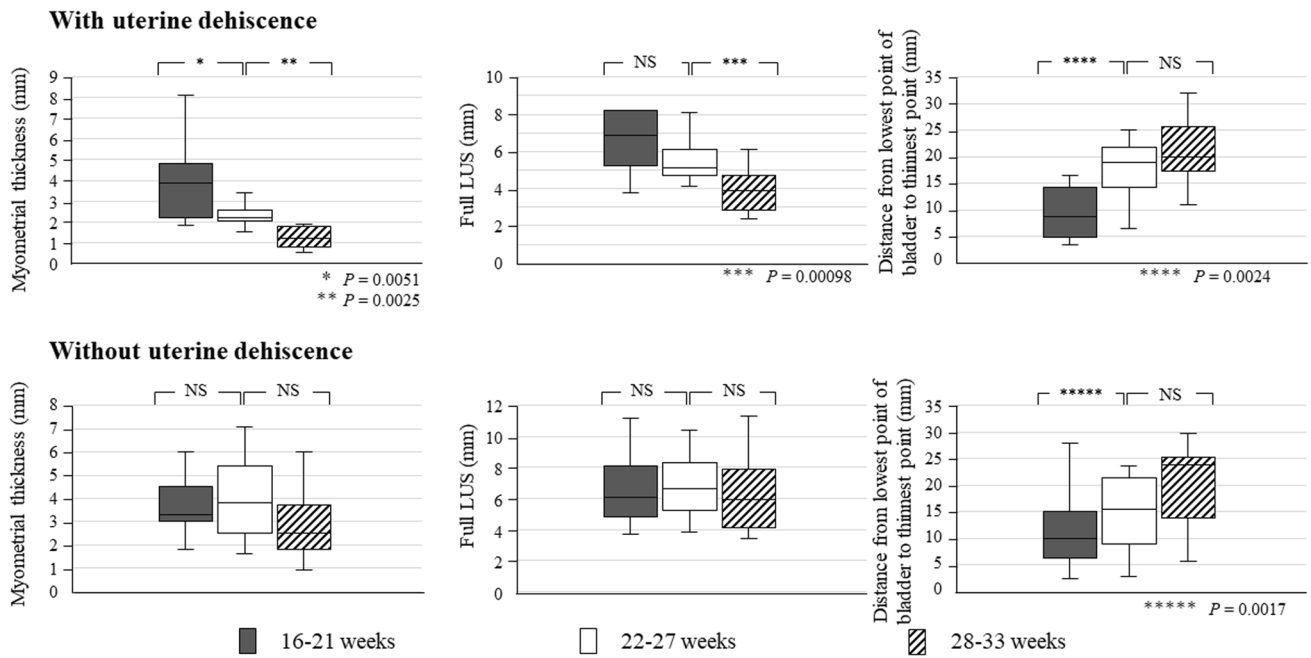 With uterine dehiscence
Myometrial thickness (mm)
9
8
7
6
5
4
3
2
1
0
*
**
* P = 0.0051
** P = 0.0025
Full LUS (mm)
10
8
6
4
2
0
NS
***
*** P = 0.00098
Distance from lowest point of
bladder to thinnest point (mm)
35
30
25
20
15
10
5
0
****
NS
**** P = 0.0024
Without uterine dehiscence
Myometrial thickness (mm)
8
7
6
5
4
3
2
1
0
NS
NS
Full LUS (mm)
12
10
8
6
4
2
0
NS
NS
Distance from lowest point of
bladder to thinnest point (mm)
35
30
25
20
15
10
5
0
*****
NS
***** P = 0.0017
16-21 weeks
22-27 weeks
28-33 weeks